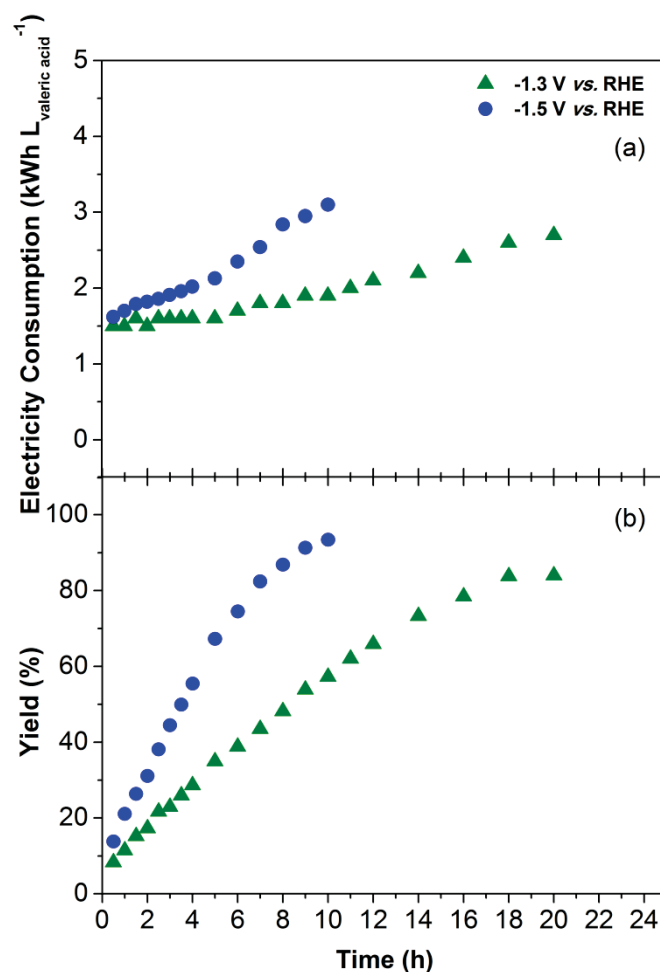 Electricity Consumption (kWh L valeric acid -1)
5
4
3
2
1
0
-1.3 V vs. RHE
-1.5 V vs. RHE
(a)
Yield (%)
100
80
60
40
20
0
(b)
0 2 4 6 8 10 12 14 16 18 20 22 24
Time (h)